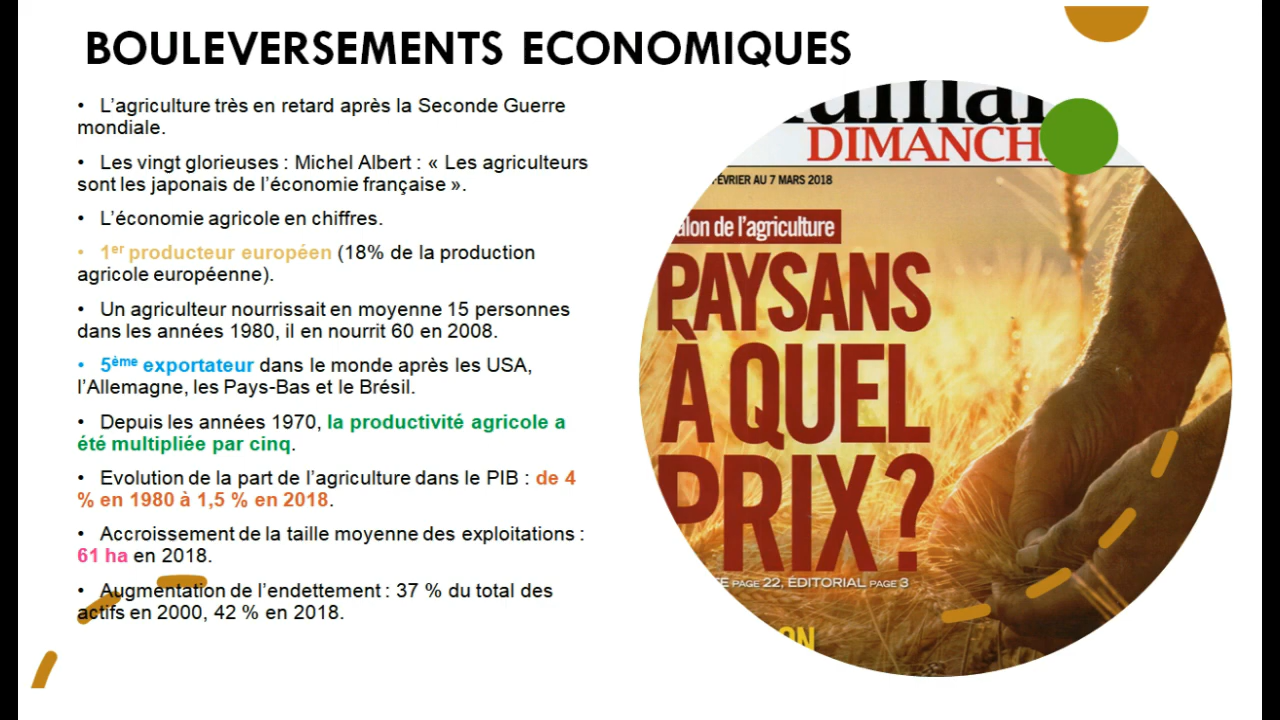 BOULEVERSEMENTS ECONOMIQUES
• L'agriculture très en retard après la Seconde Guerre
mondiale.
• Les vingt glorieuses : Michel Albert : « Les agriculteurs
sont les japonais de l'économie française ».
• L'économie agricole en chiffres.
• 1er producteur européen (18% de la production
agricole européenne).
• Un agriculteur nourrissait en moyenne 15 personnes
dans les années 1980, il en nourrit 60 en 2008.
• 5ème exportateur dans le monde après les USA,
l'Allemagne, les Pays-Bas et le Brésil.
• Depuis les années 1970, la productivité agricole a
été multipliée par cinq.
• Evolution de la part de l'agriculture dans le PIB : de 4
% en 1980 à 1,5 % en 2018.
• Accroissement de la taille moyenne des exploitations :
61 ha en 2018.
• Augmentation de l'endettement : 37 % du total des
actifs en 2000, 42 % en 2018.
DIMANCH
ÉVRIER AU 7 MARS 2018
alon de l'agriculture
PAYSANS
À QUEL
PRIX ?
PAGE 22, ÉDITORIAL PAGE 3
ON